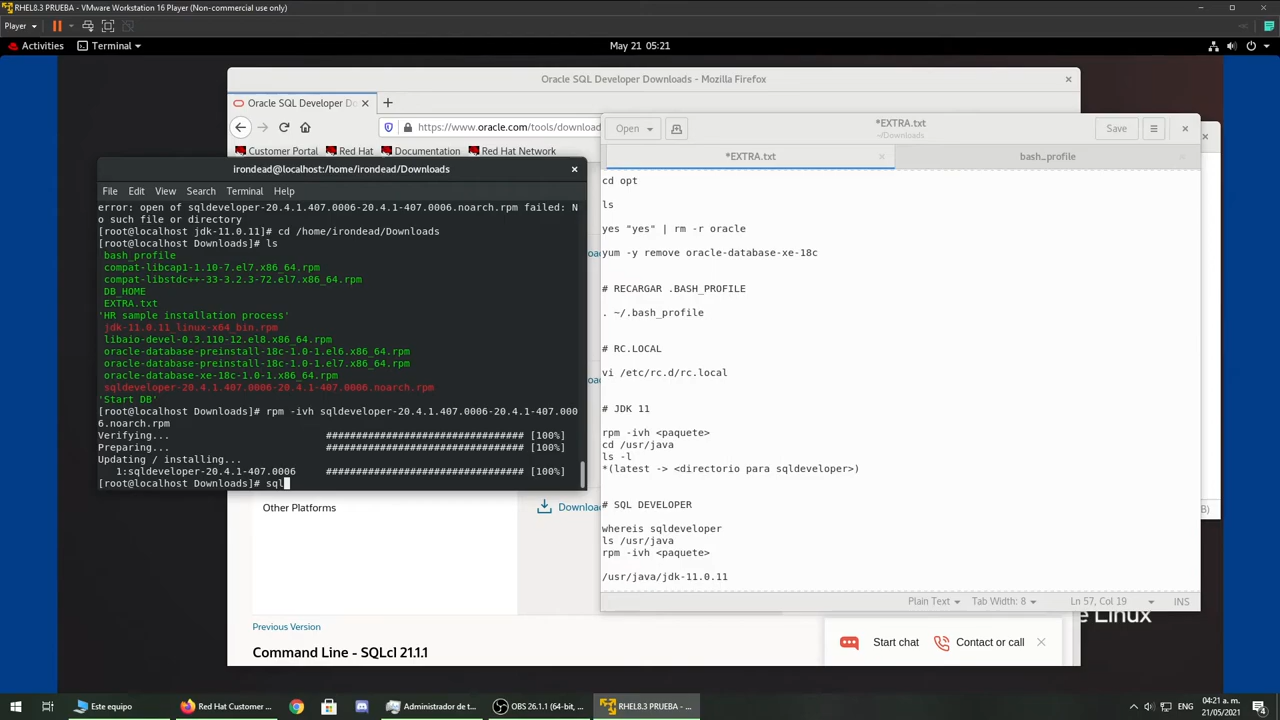 RHEL8.3 PRUEBA - VMware Workstation 16 Player (Non-commercial use only)
Player
Activities
Terminal
May 21 05:21
Oracle SQL Developer Downloads - Mozilla Firefox
Oracle SQL Developer Do
https://www.oracle.com/tools/download
Customer Portal
Red Hat
Documentation
Red Hat Network
irondead@localhost:/home/irondead/Downloads
File Edit View Search Terminal Help
error: open of sqldeveloper-20.4.1.407.0006-20.4.1-407.0006.noarch.rpm failed: N
o such file or directory
[root@localhost jdk-11.0.11]# cd /home/irondead/Downloads
[root@localhost Downloads]# ls
bash_profile
compat-libcap1-1.10-7.el7.x86_64.rpm
compat-libstdc++-33-3.2.3-72.el7.x86_64.rpm
DB_HOME
EXTRA.txt
'HR sample installation process'
jdk-11.0.11_linux-x64_bin.rpm
libaio-devel-0.3.110-12.el8.x86_64.rpm
oracle-database-preinstall-18c-1.0-1.el6.x86_64.rpm
oracle-database-preinstall-18c-1.0-1.el7.x86_64.rpm
oracle-database-xe-18c-1.0-1.x86_64.rpm
sqldeveloper-20.4.1.407.0006-20.4.1-407.0006.noarch.rpm
'Start DB'
[root@localhost Downloads]# rpm -ivh sqldeveloper-20.4.1.407.0006-20.4.1-407.000
6.noarch.rpm
Verifying... ################################# [100%]
Preparing... ################################# [100%]
Updating / installing...
1:sqldeveloper-20.4.1-407.0006 ################################# [100%]
[root@localhost Downloads]# sql
Open
*EXTRA.txt
~/Downloads
Save
*EXTRA.txt
bash_profile
cd opt
ls
yes "yes" | rm -r oracle
yum -y remove oracle-database-xe-18c
# RECARGAR .BASH_PROFILE
. ~/.bash_profile
# RC.LOCAL
vi /etc/rc.d/rc.local
# JDK 11
rpm -ivh <paquete>
cd /usr/java
ls -l
*(latest -> <directorio para sqldeveloper>)
# SQL DEVELOPER
whereis sqldeveloper
ls /usr/java
rpm -ivh <paquete>
/usr/java/jdk-11.0.11
Plain Text
Tab Width: 8
Ln 57, Col 19
INS
Other Platforms
Downloa
Previous Version
Command Line - SQLcl 21.1.1
Start chat
Contact or call
e Linux
Este equipo
Red Hat Customer ...
Administrador de t...
OBS 26.1.1 (64-bit, ...
RHEL8.3 PRUEBA - ...
ENG
04:21 a. m.
21/05/2021
4